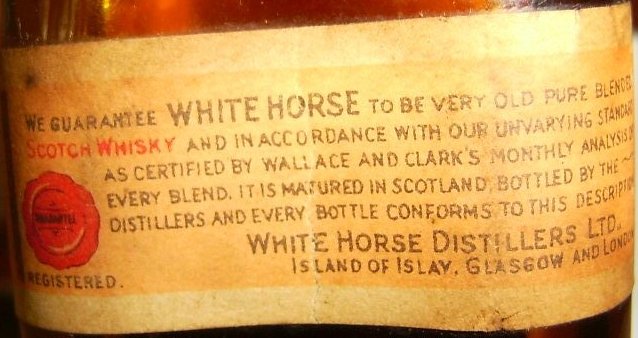 WE GUARANTEE WHITE HORSE TO BE VERY OLD PURE BLENDED
SCOTCH WHISKY AND IN ACCORDANCE WITH OUR UNVARYING STANDAR
AS CERTIFIED BY WALLACE AND CLARK'S MONTHLY ANALYSIS
EVERY BLEND. IT IS MATURED IN SCOTLAND, BOTTLED BY THE ~
DISTILLERS AND EVERY BOTTLE CONFORMS TO THIS DESCRIPTION
GUARANTEE
WHITE HORSE DISTILLERS LTD.,
ISLAND OF ISLAY, GLASGOW AND LONDON
REGISTERED.